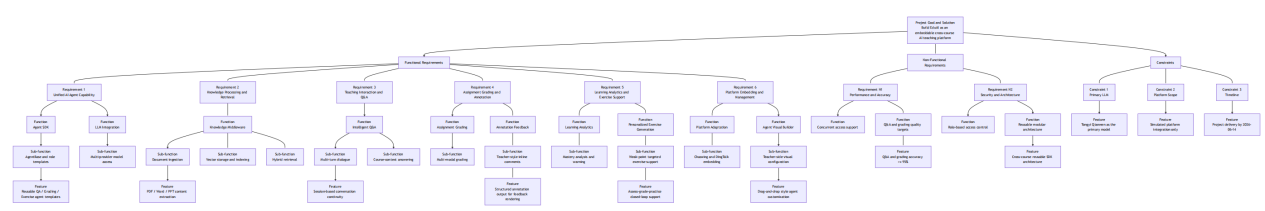 Project Goal and Solution
Build EduX as an
embeddable cross-course
AI teaching platform
Functional Requirements
Non-Functional
Requirements
Constraints
Requirement 1
Unified AI Agent Capability
Requirement 2
Knowledge Processing and
Retrieval
Requirement 3
Teaching Interaction and
Q&A
Requirement 4
Assignment Grading and
Annotation
Requirement 5
Learning Analytics and
Exercise Support
Requirement 6
Platform Embedding and
Management
Requirement N1
Performance and Accuracy
Requirement N2
Security and Architecture
Constraint 1
Primary LLM
Constraint 2
Platform Scope
Constraint 3
Timeline
Function
Agent SDK
Function
LLM Integration
Function
Knowledge Middleware
Function
Intelligent Q&A
Function
Assignment Grading
Function
Annotation Feedback
Function
Learning Analytics
Function
Personalized Exercise
Generation
Function
Platform Adaptation
Function
Agent Visual Builder
Function
Concurrent access support
Function
Q&A and grading quality
targets
Function
Role-based access control
Function
Reusable modular
architecture
Feature
Target Qianwen as the
primary model
Feature
Simulated platform
integration only
Feature
Project delivery by 2026-
Sub-function
AgentBase and role
templates
Sub-function
Multi-provider model
access
Sub-function
Document ingestion
Sub-function
Vector storage and indexing
Sub-function
Hybrid retrieval
Sub-function
Multi-turn dialogue
Sub-function
Course-context answering
Sub-function
Multi-modal grading
Sub-function
Teacher-style inline
comments
Sub-function
Mastery analysis and
warning
Sub-function
Weak-point targeted
exercise support
Sub-function
Chaoxing and DingTalk
embedding
Sub-function
Teacher-side visual
configuration
Feature
Q&A and grading accuracy
Sub-function
Cross-course reusable SDK
architecture
Feature
Reusable QA / Grading /
Exercise agent templates
Feature
PDF / Word / PPT content
extraction
Feature
Session-based conversation
continuity
Feature
Structured annotation
output for feedback
rendering
Feature
Assess-grade-practice
closed-loop support
Feature
Drag-and-drop style agent
customization